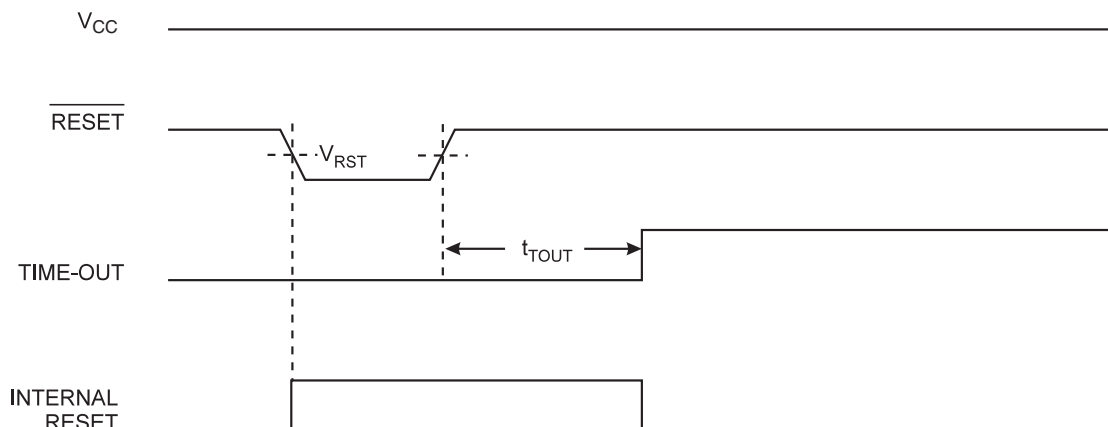 VCC
RESET
VRST
tTOUT
TIME-OUT
INTERNAL
RESET